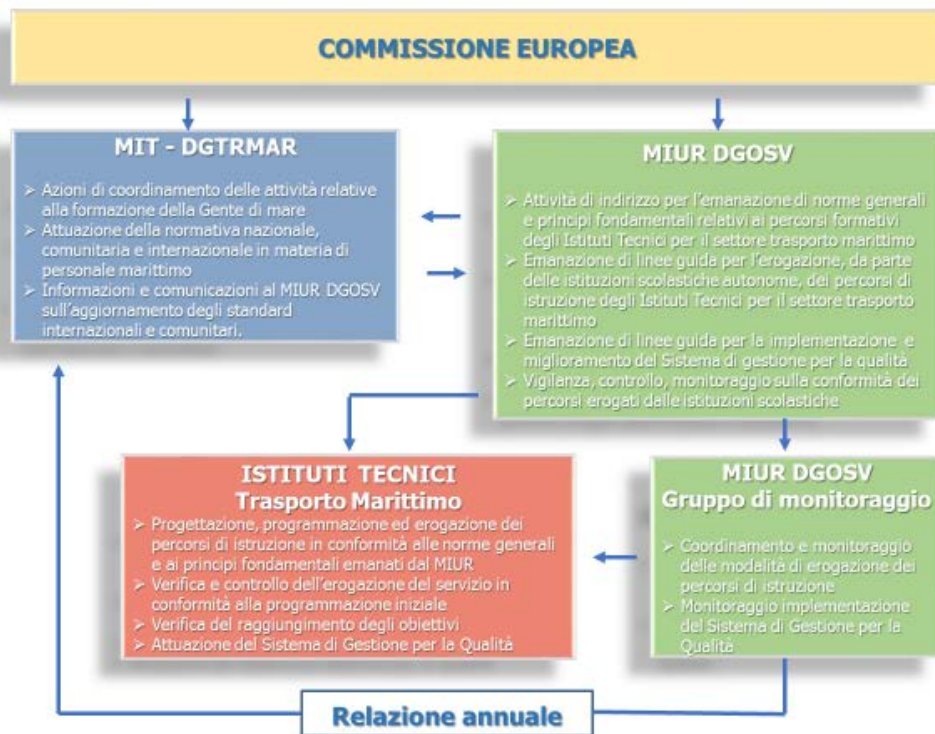 COMMISSIONE EUROPEA
MIT - DGTRMAR
➢ Azioni di coordinamento delle attività relative
alla formazione della Gente di mare
➢ Attuazione della normativa nazionale,
comunitaria e internazionale in materia di
personale marittimo
➢ Informazioni e comunicazioni al MIUR DGOSV
sull'aggiornamento degli standard
internazionali e comunitari.
MIUR DGOSV
➢ Attività di indirizzo per l'emanazione di norme generali
e principi fondamentali relativi ai percorsi formativi
degli Istituti Tecnici per il settore trasporto marittimo
➢ Emanazione di linee guida per l'erogazione, da parte
delle istituzioni scolastiche autonome, dei percorsi di
istruzione degli Istituti Tecnici per il settore trasporto
marittimo
➢ Emanazione di linee guida per la implementazione e
miglioramento del Sistema di gestione per la qualità
➢ Vigilanza, controllo, monitoraggio sulla conformità dei
percorsi erogati dalle istituzioni scolastiche
ISTITUTI TECNICI
Trasporto Marittimo
➢ Progettazione, programmazione ed erogazione dei
percorsi di istruzione in conformità alle norme generali
e ai principi fondamentali emanati dal MIUR
➢ Verifica e controllo dell'erogazione del servizio in
conformità alla programmazione iniziale
➢ Verifica del raggiungimento degli obiettivi
➢ Attuazione del Sistema di Gestione per la Qualità
MIUR DGOSV
Gruppo di monitoraggio
➢ Coordinamento e monitoraggio
delle modalità di erogazione dei
percorsi di istruzione
➢ Monitoraggio implementazione
del Sistema di Gestione per la
Qualità
Relazione annuale